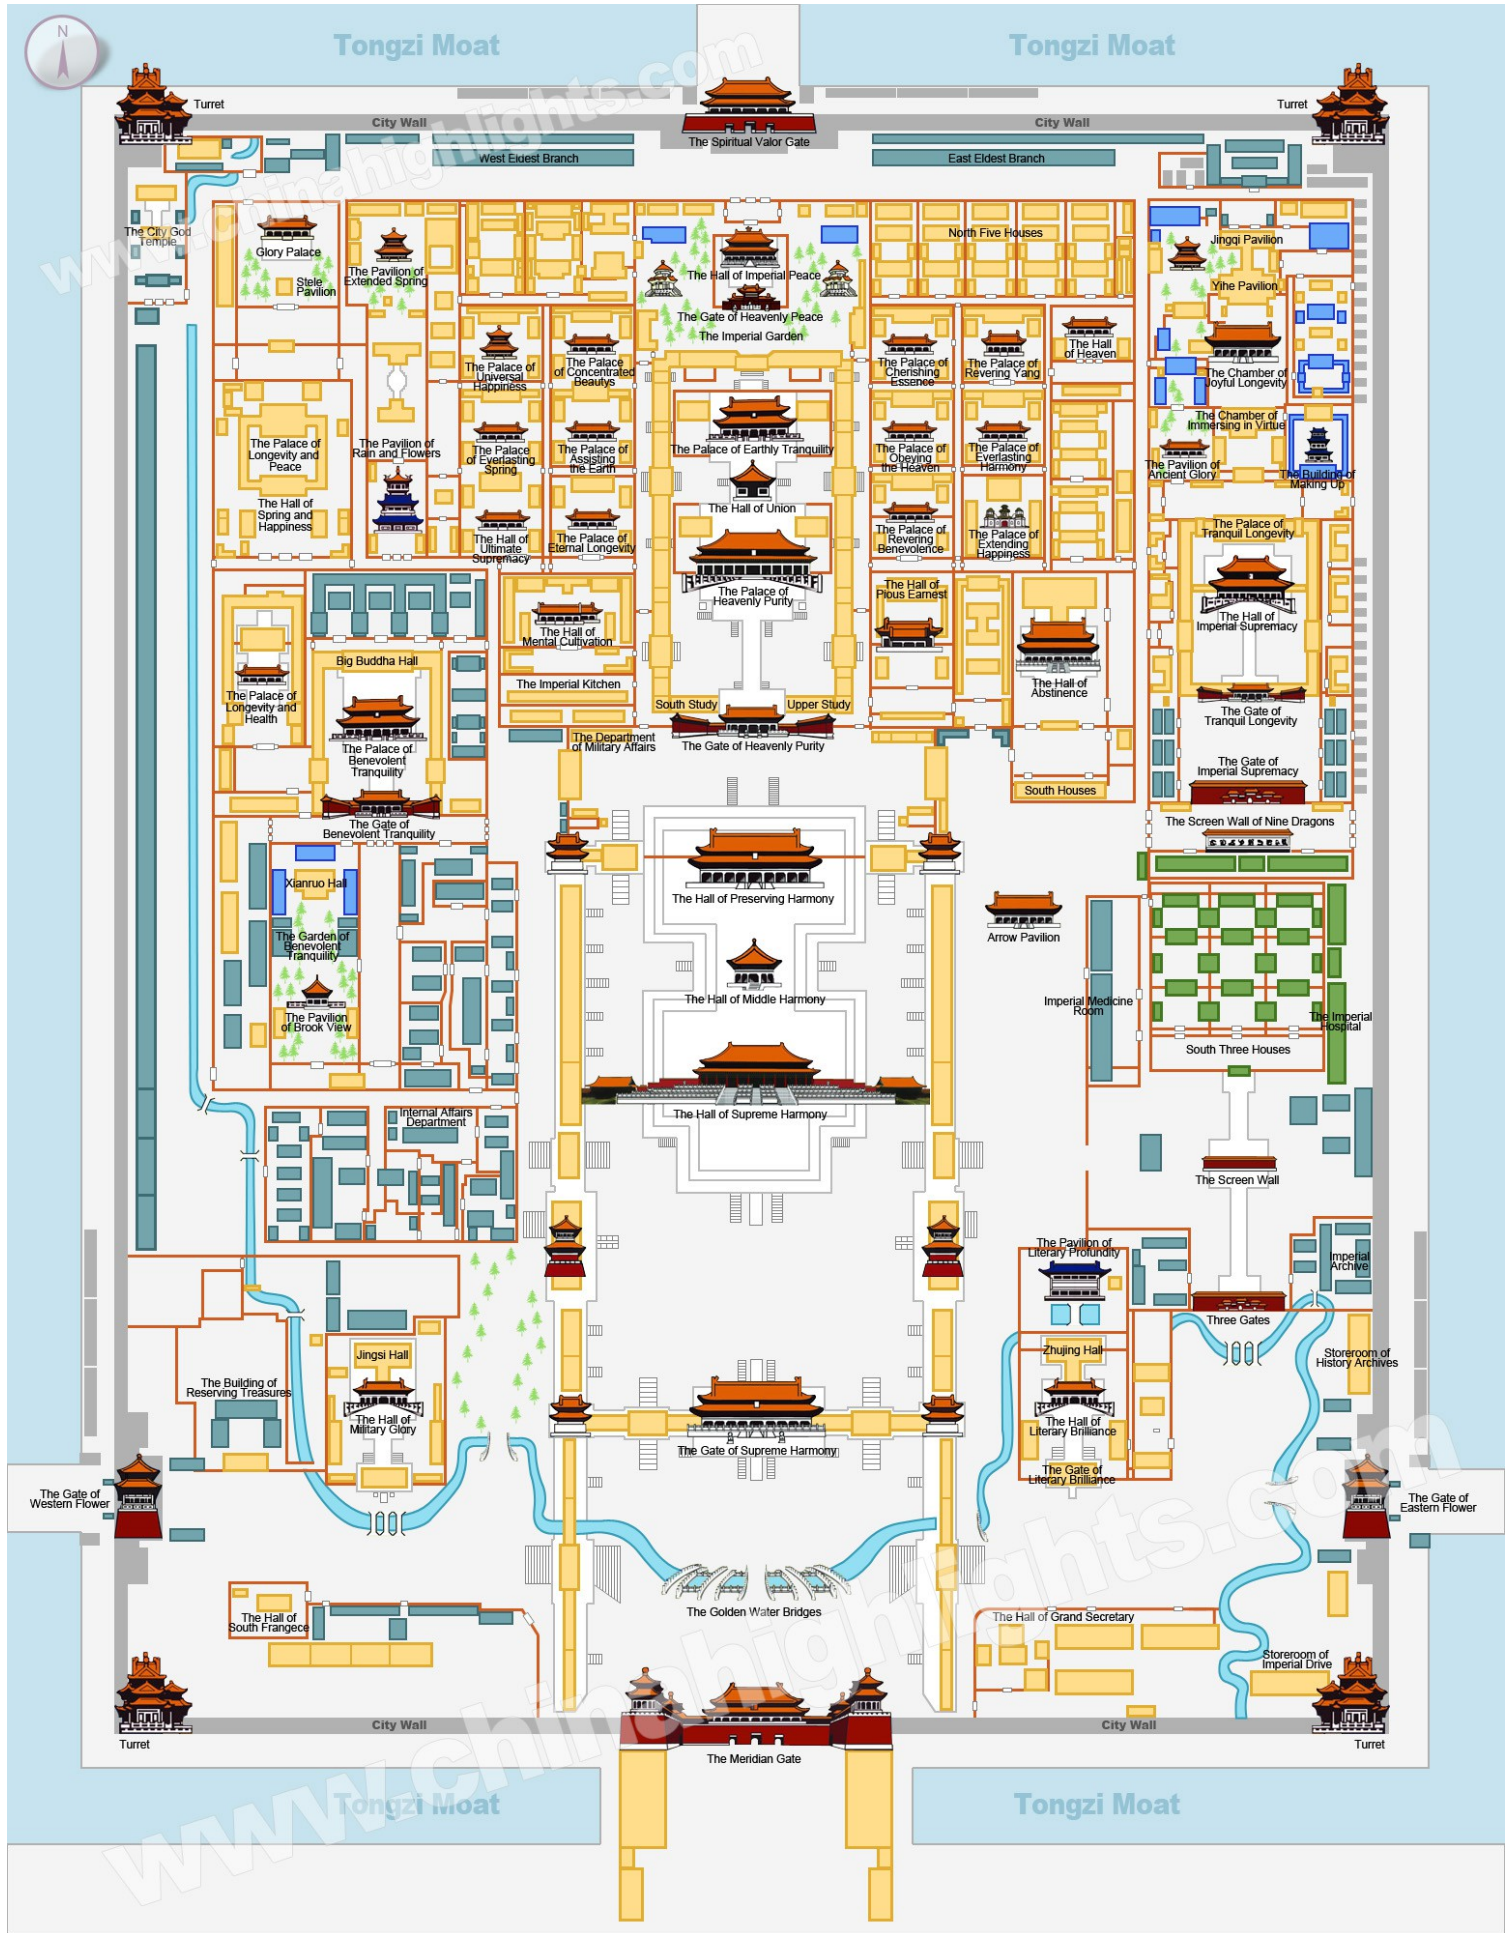 N
Tongzi Moat
Tongzi Moat
Turret
Turret
City Wall
City Wall
The Spiritual Valor Gate
West Eldest Branch
East Eldest Branch
www.chinahighlights.com
The City God
Temple
Glory Palace
Stele
Pavilion
The Pavilion of
Extended Spring
The Hall of Imperial Peace
The Gate of Heavenly Peace
The Imperial Garden
North Five Houses
Jingqi Pavilion
Yihe Pavilion
The Palace of
Universal
Happiness
The Palace
of Concentrated
Beautys
The Palace of
Cherishing
Essence
The Palace of
Revering Yang
The Hall
of Heaven
The Chamber of
Joyful Longevity
The Palace of
Longevity and
Peace
The Pavilion of
Rain and Flowers
The Palace
of Everlasting
Spring
The Palace of
Assisting
the Earth
The Palace of Earthly Tranquility
The Palace of
Obeying
the Heaven
The Palace of
Everlasting
Harmony
The Chamber of
Immersing in Virtue
The Pavilion of
Ancient Glory
The Building of
Making Up
The Hall of
Spring and
Happiness
The Hall of
Ultimate
Supremacy
The Palace of
Eternal Longevity
The Hall of Union
The Palace of
Revering
Benevolence
The Palace of
Extending
Happiness
The Palace of
Tranquil Longevity
The Palace of
Heavenly Purity
The Hall of
Mental Cultivation
The Hall of
Pious Earnest
The Hall of
Imperial Supremacy
Big Buddha Hall
The Palace of
Longevity and
Health
The Imperial Kitchen
South Study
Upper Study
The Hall of
Abstinence
The Gate of
Tranquil Longevity
The Palace of
Benevolent
Tranquility
The Department
of Military Affairs
The Gate of Heavenly Purity
The Gate of
Imperial Supremacy
South Houses
The Gate of
Benevolent Tranquility
The Screen Wall of Nine Dragons
Xianruo Hall
The Hall of Preserving Harmony
The Garden of
Benevolent
Tranquility
Arrow Pavilion
The Hall of Middle Harmony
Imperial Medicine
Room
The Pavilion
of Brook View
The Imperial
Hospital
South Three Houses
The Hall of Supreme Harmony
Internal Affairs
Department
The Screen Wall
The Pavilion of
Literary Profundity
Imperial
Archive
Three Gates
Jingsi Hall
Zhujing Hall
Storeroom of
History Archives
The Building of
Reserving Treasures
The Hall of
Military Glory
The Hall of
Literary Brilliance
The Gate of Supreme Harmony
The Gate of
Literary Brilliance
The Gate of
Western Flower
The Gate of
Eastern Flower
The Golden Water Bridges
The Hall of
South Frangece
The Hall of Grand Secretary
Storeroom of
Imperial Drive
City Wall
City Wall
Turret
Turret
The Meridian Gate
Tongzi Moat
Tongzi Moat
www.chinahighlights.com